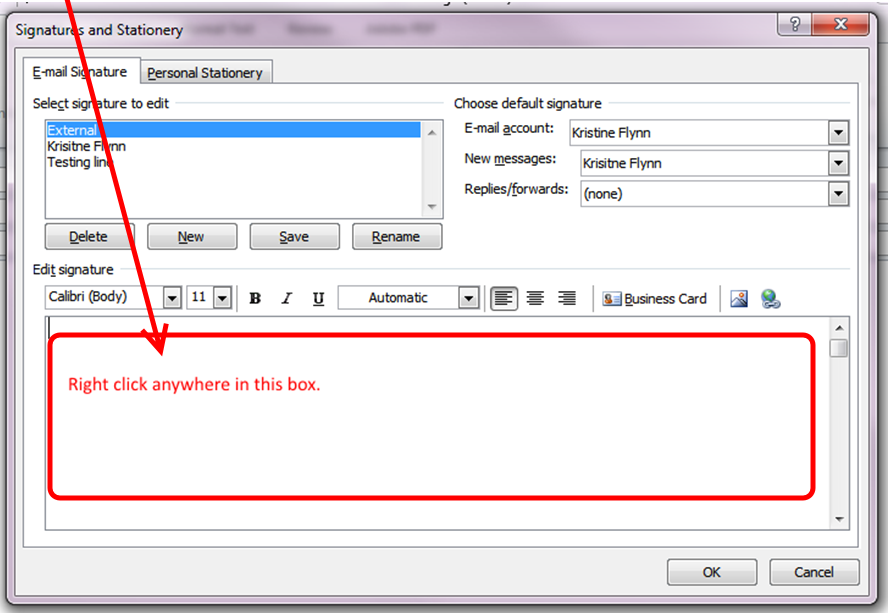 Signatures and Stationery
E-mail Signature
Personal Stationery
Select signature to edit
External
Krisitne Flynn
Testing line
Delete
New
Save
Rename
Choose default signature
E-mail account:
Kristine Flynn
New messages:
Krisitne Flynn
Replies/forwards:
(none)
Edit signature
Calibri (Body)
11
B
I
U
Automatic
Business Card
Right click anywhere in this box.
OK
Cancel